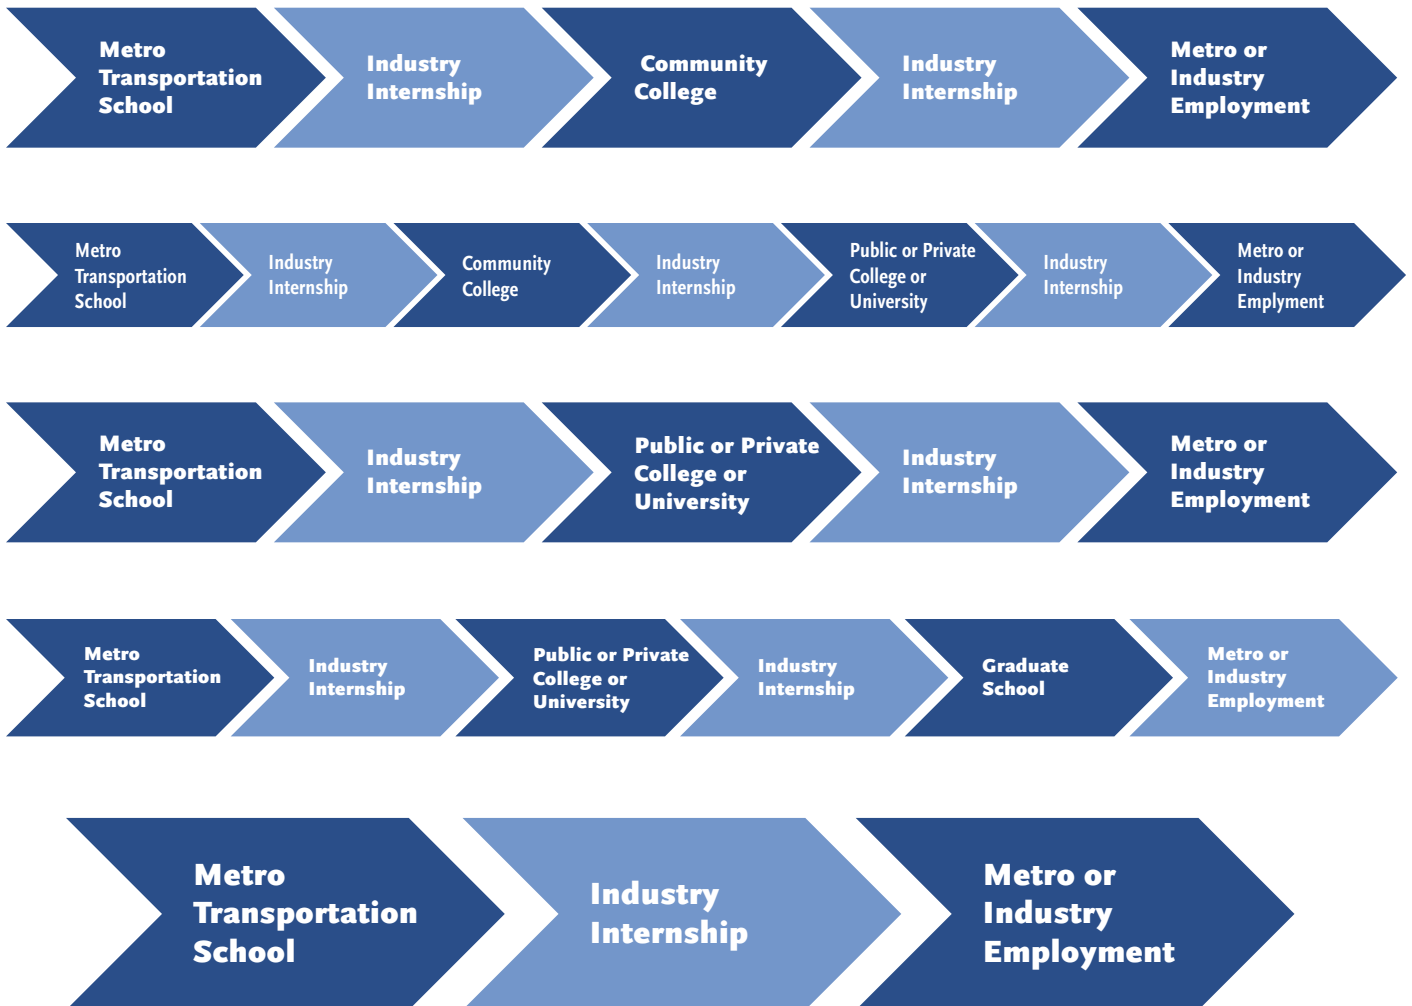 Metro
Transportation
School
Industry
Internship
Community
College
Industry
Internship
Metro or
Industry
Employment
Metro
Transportation
School
Industry
Internship
Community
College
Industry
Internship
Public or Private
College or
University
Industry
Internship
Metro or
Industry
Emplyment
Metro
Transportation
School
Industry
Internship
Public or Private
College or
University
Industry
Internship
Metro or
Industry
Employment
Metro
Transportation
School
Industry
Internship
Public or Private
College or
University
Industry
Internship
Graduate
School
Metro or
Industry
Employment
Metro
Transportation
School
Industry
Internship
Metro or
Industry
Employment